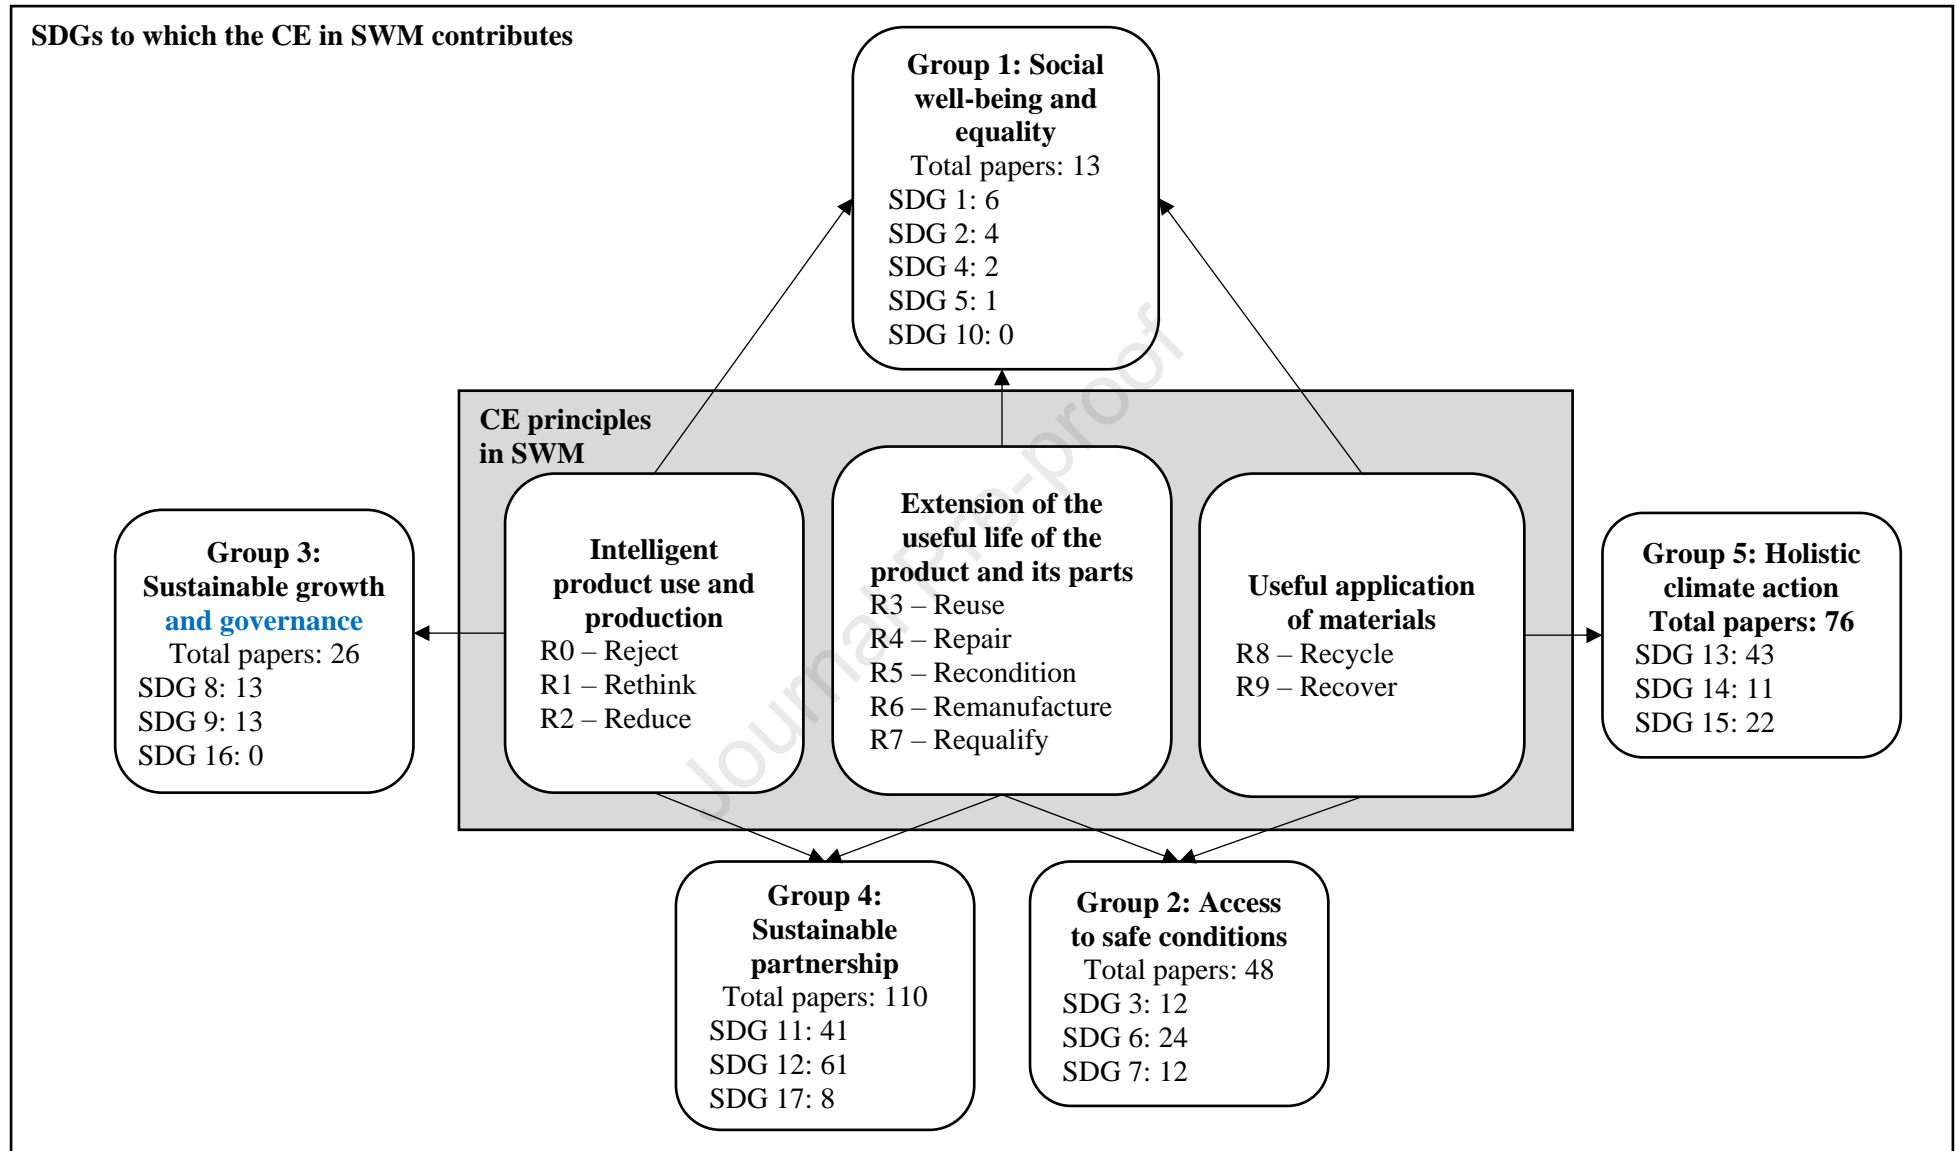 SDGs to which the CE in SWM contributes
Group 1: Social
well-being and
equality
Total papers: 13
SDG 1: 6
SDG 2: 4
SDG 4: 2
SDG 5: 1
SDG 10: 0
CE principles
in SWM
Group 3:
Sustainable growth
and governance
Total papers: 26
SDG 8: 13
SDG 9: 13
SDG 16: 0
Intelligent
product use and
production
R0 – Reject
R1 – Rethink
R2 – Reduce
Extension of the
useful life of the
product and its parts
R3 – Reuse
R4 – Repair
R5 – Recondition
R6 – Remanufacture
R7 – Requalify
Useful application
of materials
R8 – Recycle
R9 – Recover
Group 5: Holistic
climate action
Total papers: 76
SDG 13: 43
SDG 14: 11
SDG 15: 22
Group 4:
Sustainable
partnership
Total papers: 110
SDG 11: 41
SDG 12: 61
SDG 17: 8
Group 2: Access
to safe conditions
Total papers: 48
SDG 3: 12
SDG 6: 24
SDG 7: 12
Journal Pre-proof